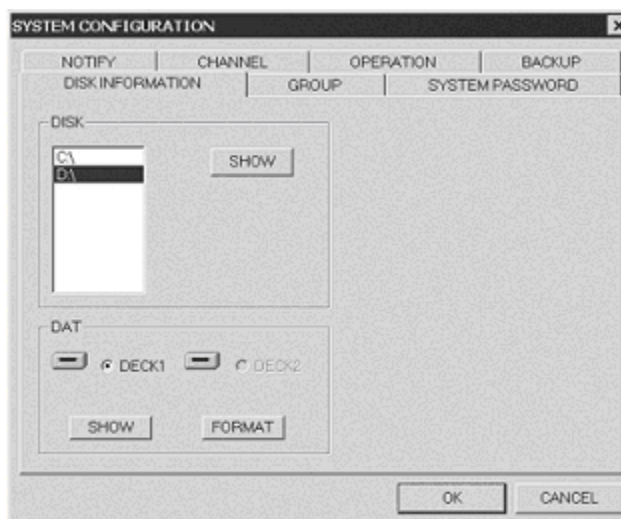 SYSTEM CONFIGURATION
NOTIFY CHANNEL OPERATION BACKUP
DISK INFORMATION GROUP SYSTEM PASSWORD
DISK
C:\
D:\
SHOW
DAT
DECK1 DECK2
SHOW FORMAT
OK CANCEL